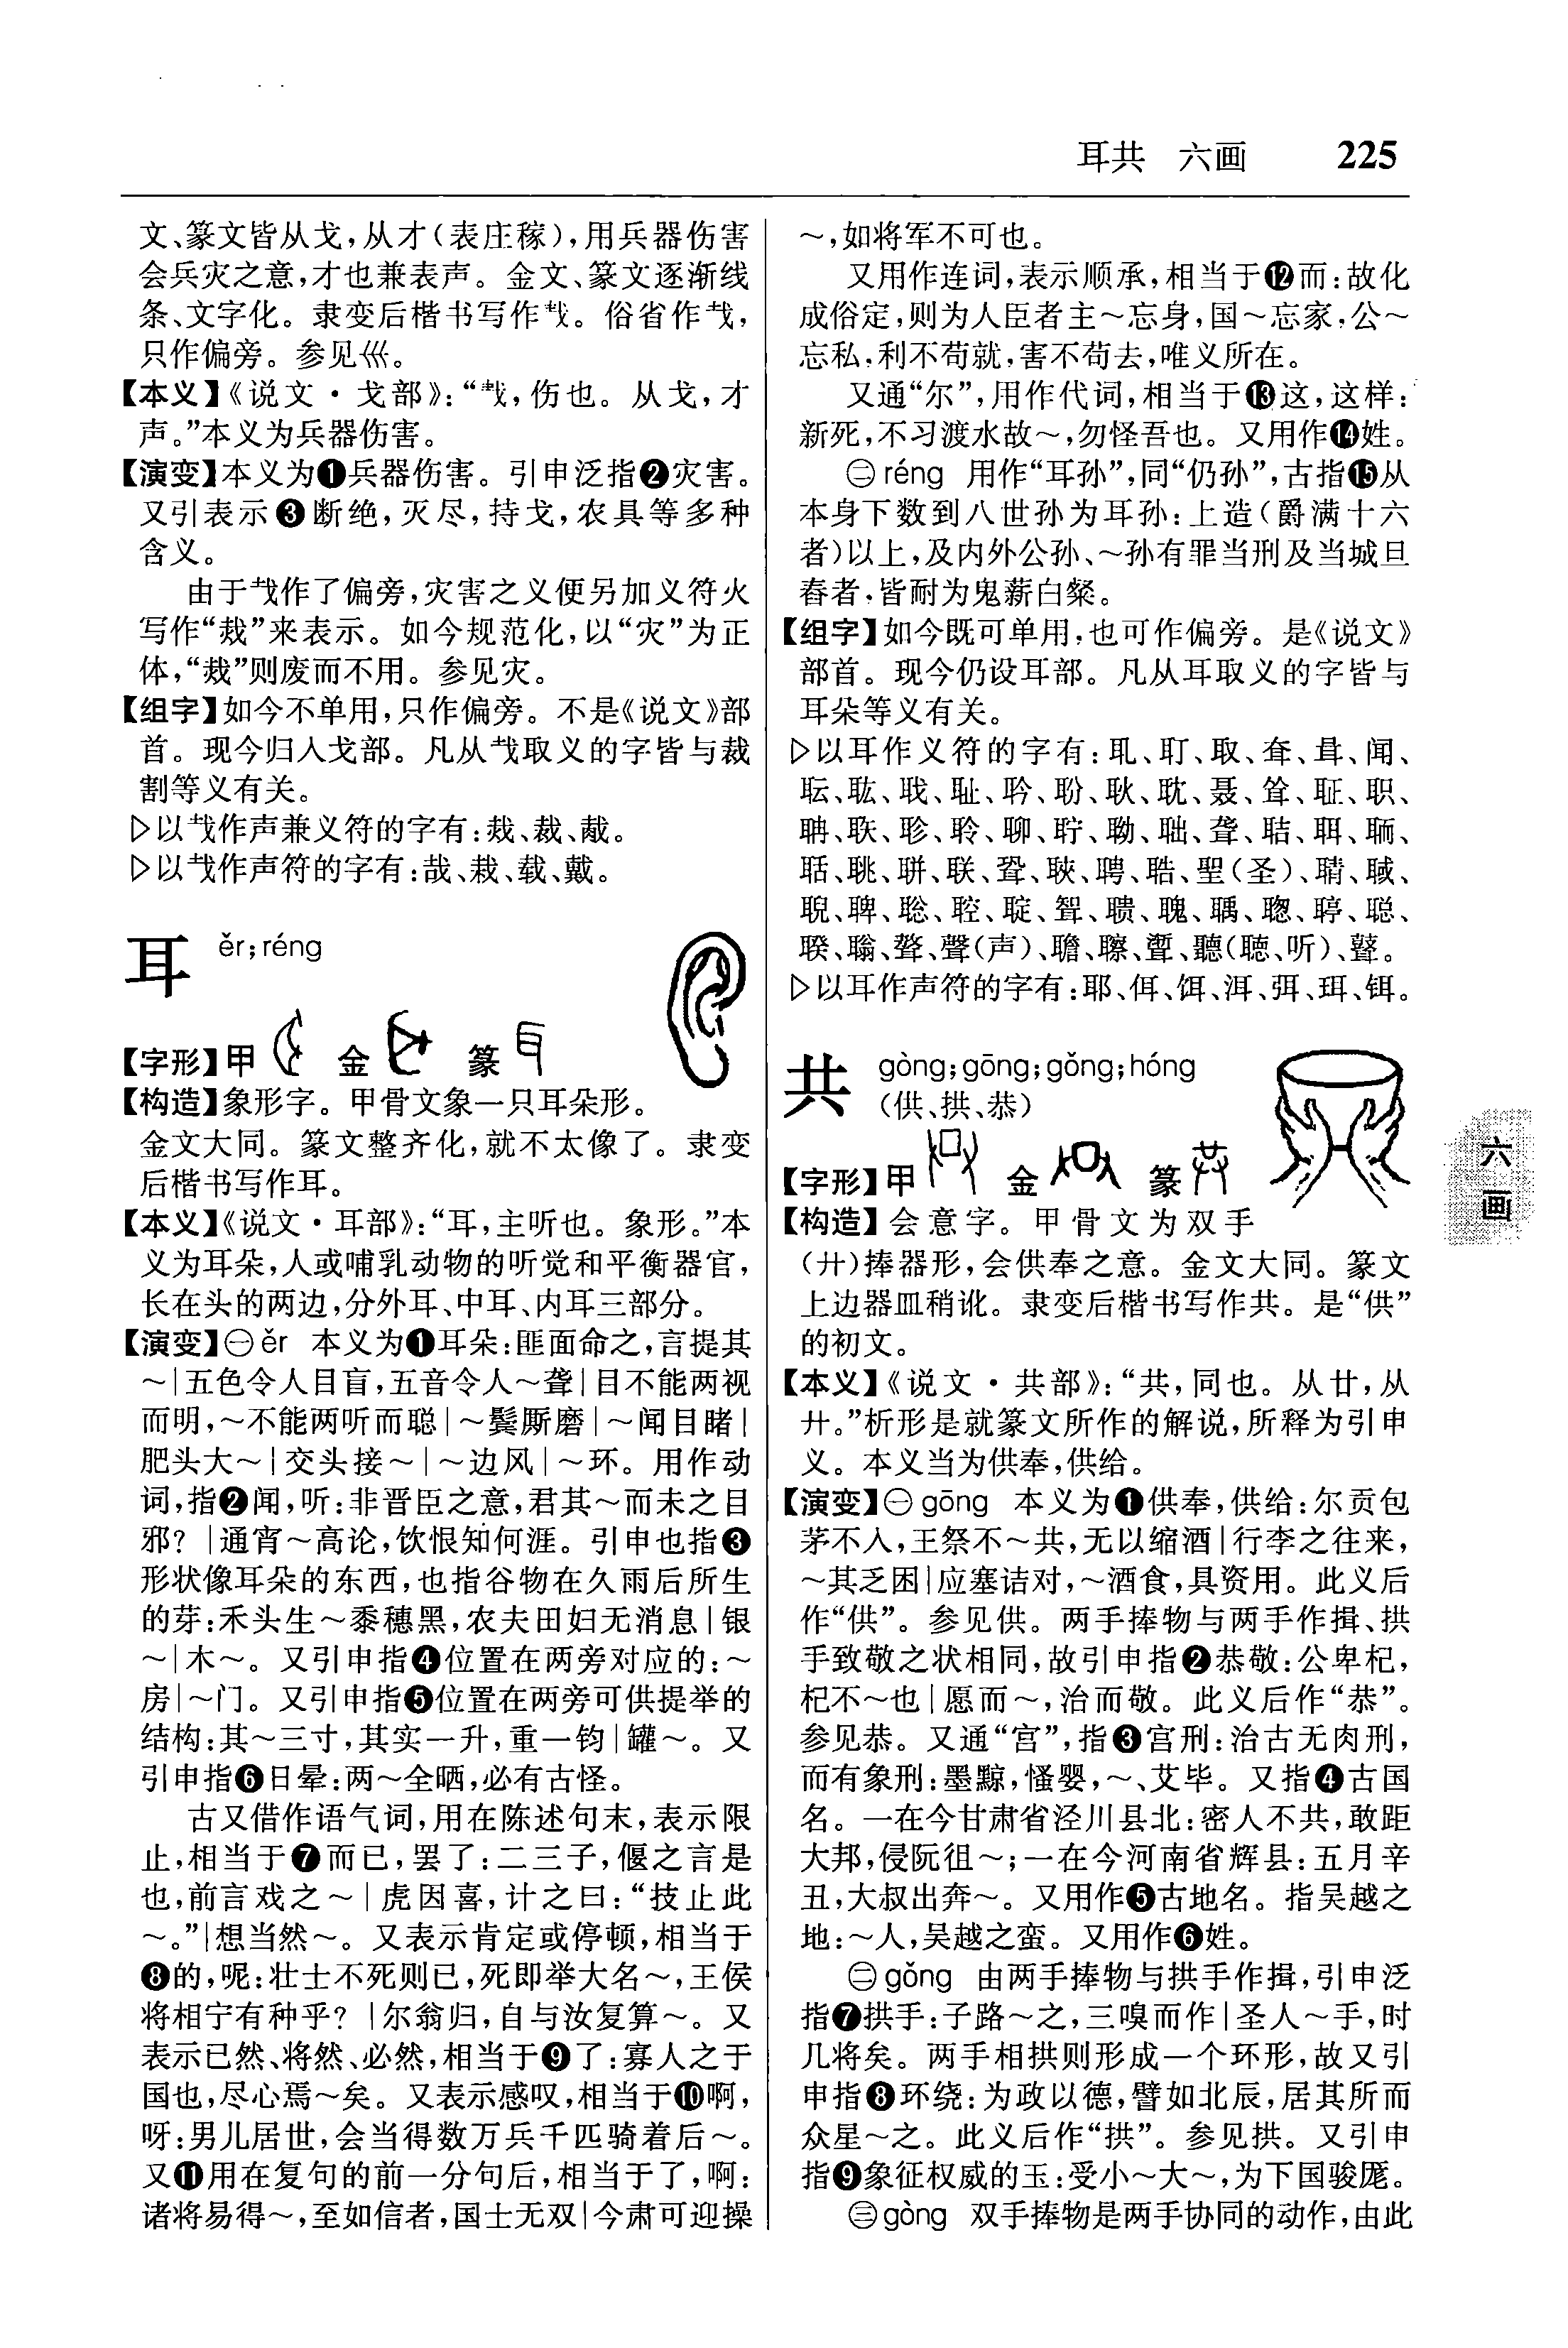 耳共　六画　225
文、篆文皆从戈，从才（表庄稼），用兵器伤害
会兵灾之意，才也兼表声。金文、篆文逐渐线
条、文字化。隶变后楷书写作𢦏。俗省作𢦏，
只作偏旁。参见巛。
【本义】《说文·戈部》：“𢦏，伤也。从戈，才
声。”本义为兵器伤害。
【演变】本义为❶兵器伤害。引申泛指❷灾害。
又引表示❸断绝，灭尽，持戈，农具等多种
含义。
由于𢦏作了偏旁，灾害之义便另加义符火
写作“烖”来表示。如今规范化，以“灾”为正
体，“烖”则废而不用。参见灾。
【组字】如今不单用，只作偏旁。不是《说文》部
首。现今归入戈部。凡从𢦏取义的字皆与裁
割等义有关。
▷以𢦏作声兼义符的字有：烖、裁、胾。
▷以𢦏作声符的字有：哉、栽、载、戴。
耳 ěr；réng
【字形】甲 金 篆
【构造】象形字。甲骨文象一只耳朵形。
金文大同。篆文整齐化，就不太像了。隶变
后楷书写作耳。
【本义】《说文·耳部》：“耳，主听也。象形。”本
义为耳朵，人或哺乳动物的听觉和平衡器官，
长在头的两边，分外耳、中耳、内耳三部分。
【演变】㊀ěr 本义为❶耳朵：匪面命之，言提其
～|五色令人目盲，五音令人～聋|目不能两视
而明，～不能两听而聪|～鬓厮磨|～闻目睹|
肥头大～|交头接～|～边风|～环。用作动
词，指❷闻，听：非晋臣之意，君其～而未之目
邪？|通宵～高论，饮恨知何涯。引申也指❸
形状像耳朵的东西，也指谷物在久雨后所生
的芽：禾头生～黍穗黑，农夫田妇无消息|银
～|木～。又引申指❹位置在两旁对应的：～
房|～门。又引申指❺位置在两旁可供提举的
结构：其～三寸，其实一升，重一钧|罐～。又
引申指❻日晕：两～全晒，必有古怪。
古又借作语气词，用在陈述句末，表示限
止，相当于❼而已，罢了：二三子，偃之言是
也，前言戏之～|虎因喜，计之曰：“技止此
～。”|想当然～。又表示肯定或停顿，相当于
❽的，呢：壮士不死则已，死即举大名～，王侯
将相宁有种乎？|尔翁归，自与汝复算～。又
表示已然、将然、必然，相当于❾了：寡人之于
国也，尽心焉～矣。又表示感叹，相当于❿啊，
呀：男儿居世，会当得数万兵千匹骑着后～。
又⓫用在复句的前一分句后，相当于了，啊：
诸将易得～，至如信者，国士无双|今肃可迎操
～，如将军不可也。
又用作连词，表示顺承，相当于⓬而：故化
成俗定，则为人臣者主～忘身，国～忘家，公～
忘私，利不苟就，害不苟去，唯义所在。
又通“尔”，用作代词，相当于⓭这，这样：
新死，不习渡水故～，勿怪吾也。又用作⓮姓。
㊁réng 用作“耳孙”，同“仍孙”，古指⓯从
本身下数到八世孙为耳孙：上造（爵满十六
者）以上，及内外公孙、～孙有罪当刑及当城旦
舂者，皆耐为鬼薪白粲。
【组字】如今既可单用，也可作偏旁。是《说文》
部首。现今仍设耳部。凡从耳取义的字皆与
耳朵等义有关。
▷以耳作义符的字有：耴、耵、取、耷、咠、闻、
耺、耾、聀、耻、耹、聁、耿、耽、聂、耸、聇、职、
聃、聅、聄、聆、聊、聍、聈、聉、聋、聐、聑、聏、
聒、聎、聠、联、聓、䀹、聘、聕、聖（圣）、聙、聝、
聣、聛、聡、聜、聢、聟、聩、聭、聥、聦、聤、聪、
聧、聬、聱、聲（声）、聸、聺、聻、聽（聴、听）、聾。
▷以耳作声符的字有：耶、佴、饵、洱、弭、珥、铒。
共 gòng；gōng；gǒng；hóng
（供、拱、恭）
【字形】甲 金 篆
【构造】会意字。甲骨文为双手
（廾）捧器形，会供奉之意。金文大同。篆文
上边器皿稍讹。隶变后楷书写作共。是“供”
的初文。
【本义】《说文·共部》：“共，同也。从廿，从
廾。”析形是就篆文所作的解说，所释为引申
义。本义当为供奉，供给。
【演变】㊀gōng 本义为❶供奉，供给：尔贡包
茅不入，王祭不～共，无以缩酒|行李之往来，
～其乏困|应塞诘对，～酒食，具资用。此义后
作“供”。参见供。两手捧物与两手作揖、拱
手致敬之状相同，故引申指❷恭敬：公卑杞，
杞不～也|愿而～，治而敬。此义后作“恭”。
参见恭。又通“宫”，指❸宫刑：治古无肉刑，
而有象刑：墨黥，慅婴，～、艾毕。又指❹古国
名。一在今甘肃省泾川县北：密人不共，敢距
大邦，侵阮徂～；一在今河南省辉县：五月辛
丑，大叔出奔～。又用作❺古地名。指吴越之
地：～人，吴越之蛮。又用作❻姓。
㊁gǒng 由两手捧物与拱手作揖，引申泛
指❼拱手：子路～之，三嗅而作|圣人～手，时
几将矣。两手相拱则形成一个环形，故又引
申指❽环绕：为政以德，譬如北辰，居其所而
众星～之。此义后作“拱”。参见拱。又引申
指❾象征权威的玉：受小～大～，为下国骏厖。
㊂gòng 双手捧物是两手协同的动作，由此
六
画